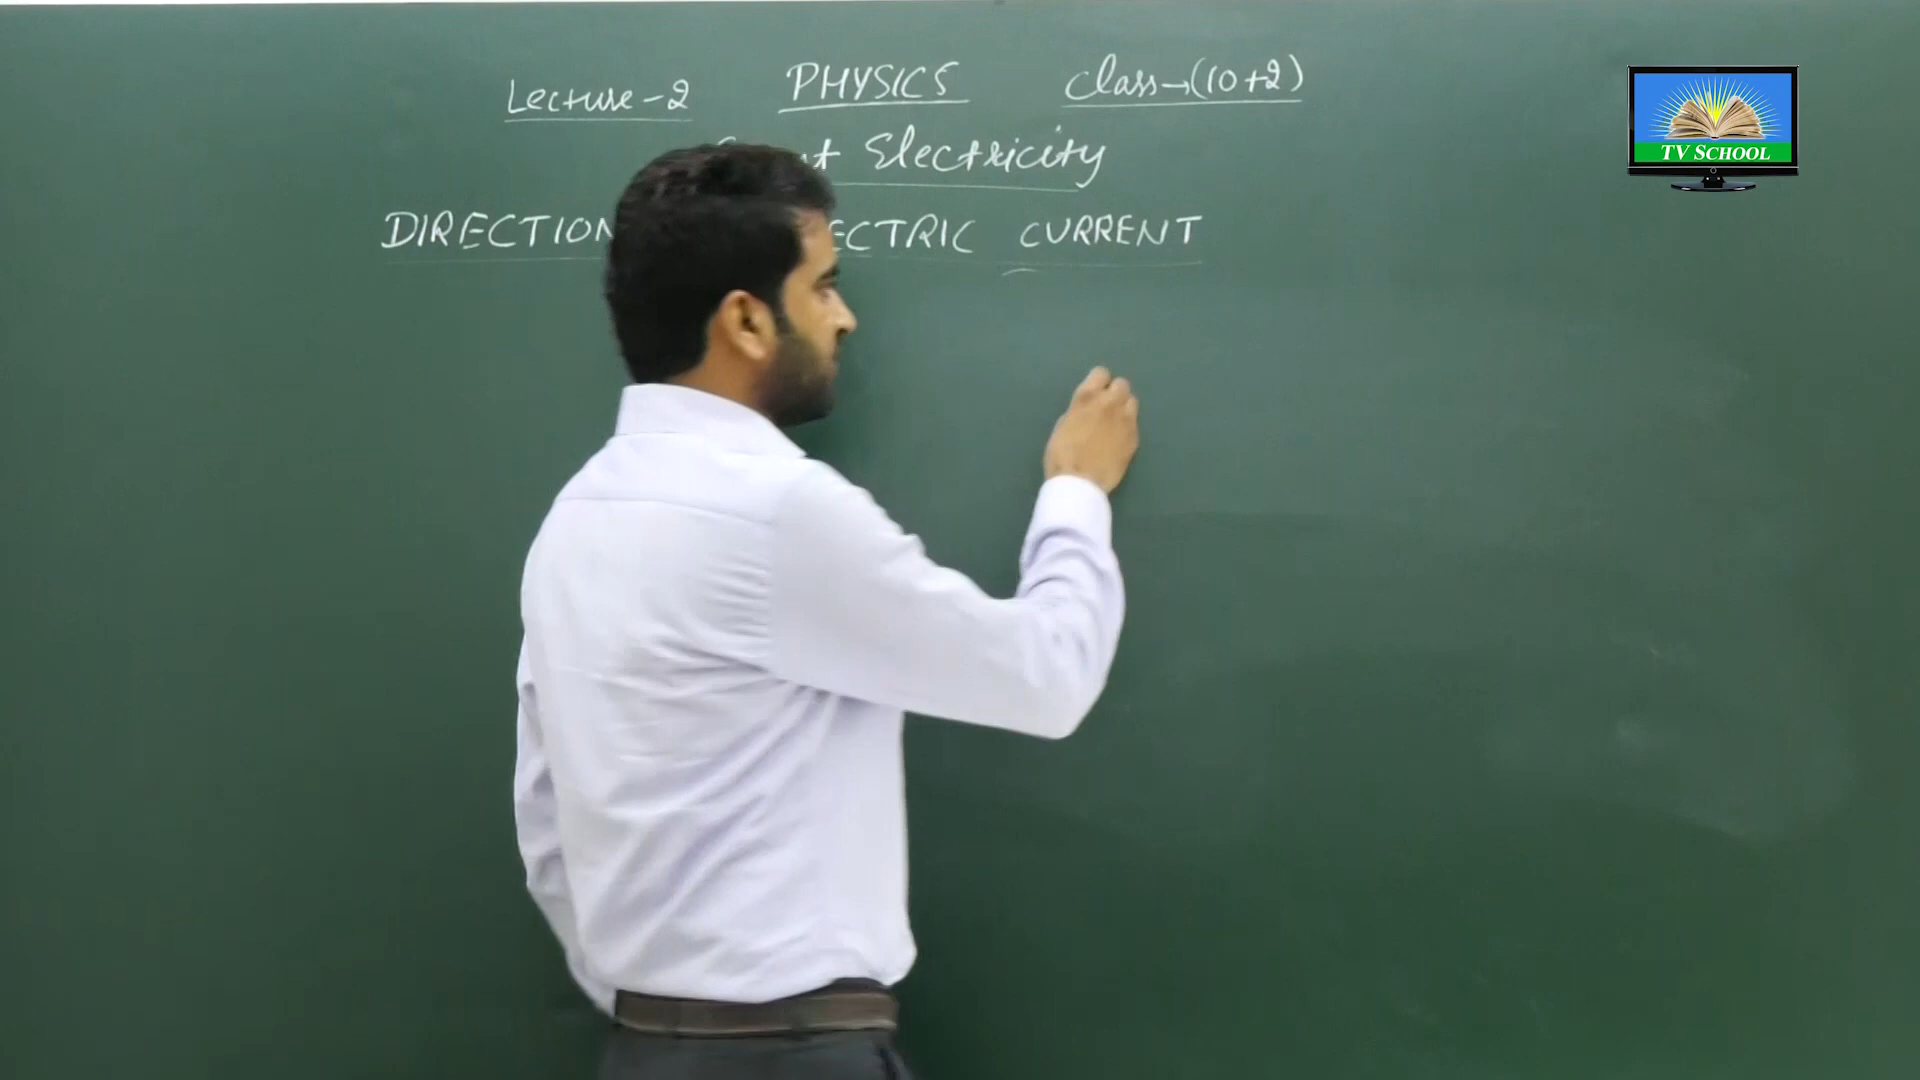 Lecture-2 PHYSICS Class→(10+2)
Electricity
DIRECTION ECTRIC CURRENT
TV SCHOOL